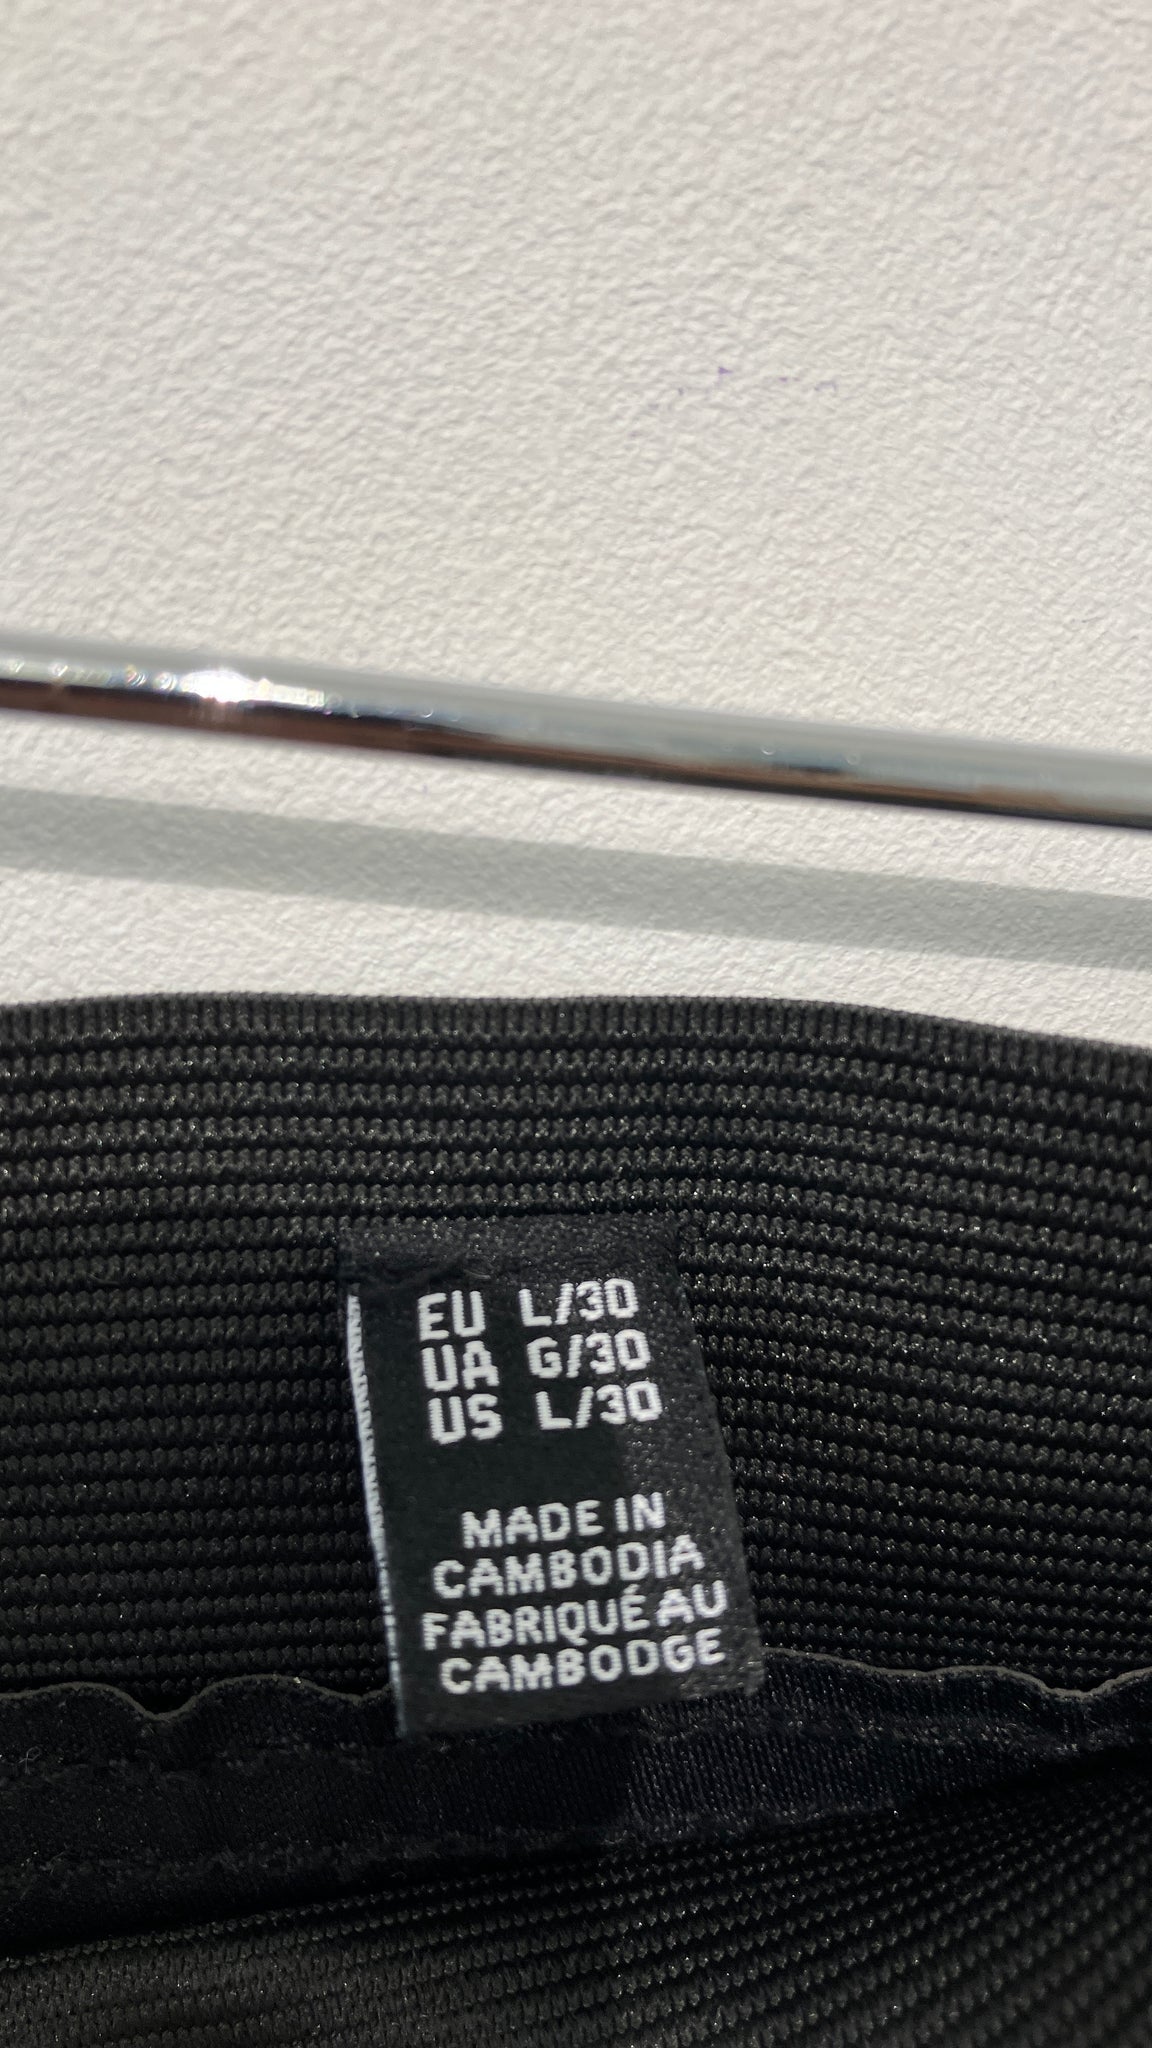 EU L/30
UA G/30
US L/30
MADE IN
CAMBODIA
FABRIQUÉ AU
CAMBODGE